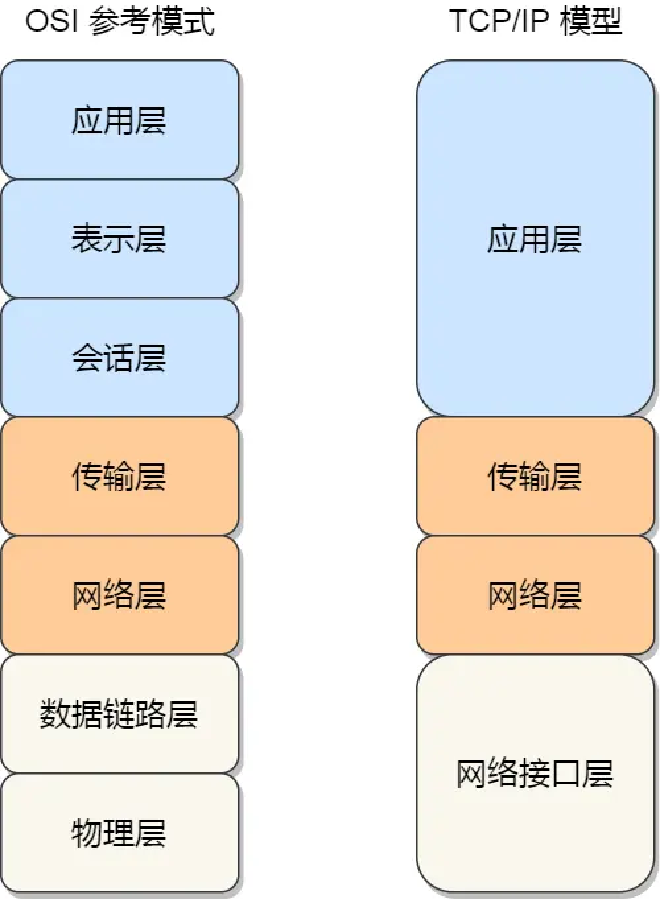 OSI 参考模式
应用层
表示层
会话层
传输层
网络层
数据链路层
物理层
TCP/IP 模型
应用层
传输层
网络层
网络接口层